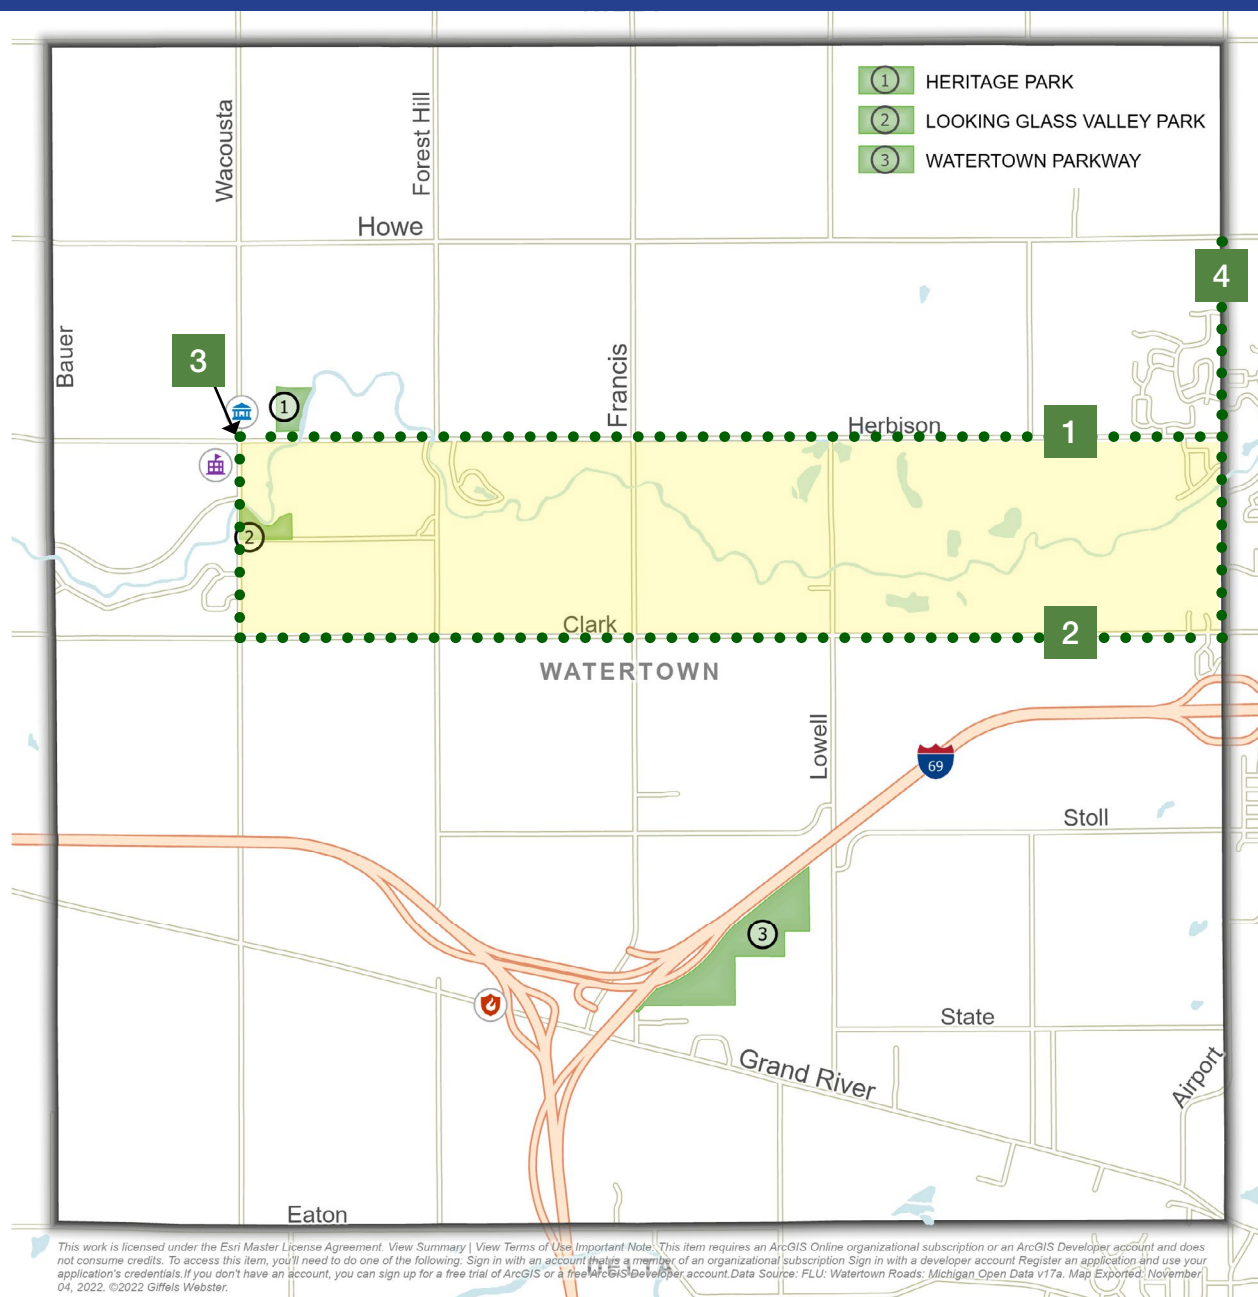 1 HERITAGE PARK
2 LOOKING GLASS VALLEY PARK
3 WATERTOWN PARKWAY
Wacousta
Forest Hill
Howe
4
Bauer
3
Francis
1
Herbison
1
2
Clark
2
WATERTOWN
Lowell
69
Stoll
3
State
Grand River
Airport
Eaton
This work is licensed under the Esri Master License Agreement. View Summary | View Terms of Use Important Note: This item requires an ArcGIS Online organizational subscription or an ArcGIS Developer account and does
not consume credits. To access this item, you'll need to do one of the following: Sign in with an account that is a member of an organizational subscription Sign in with a developer account Register an application and use your
application's credentials.If you don't have an account, you can sign up for a free trial of ArcGIS or a free ArcGIS Developer account.Data Source: FLU: Watertown Roads: Michigan Open Data v17a. Map Exported: November
04, 2022. ©2022 Giffels Webster.